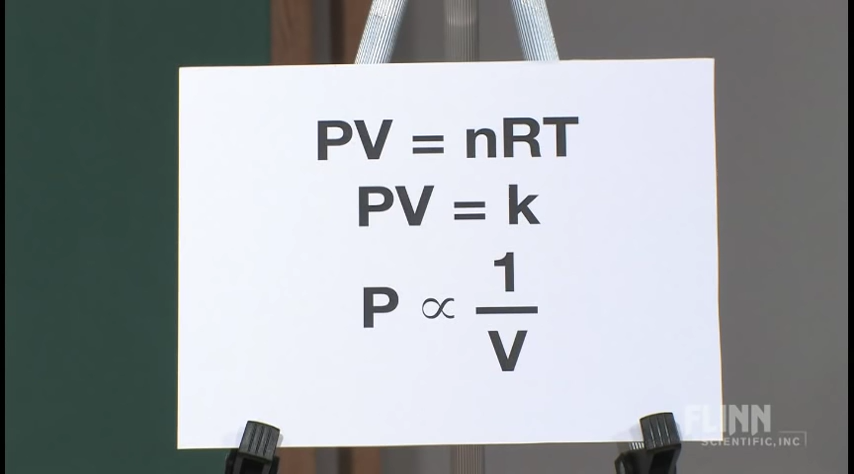 PV = nRT
PV = k
P ∝ 1/V
FLINN
SCIENTIFIC, INC